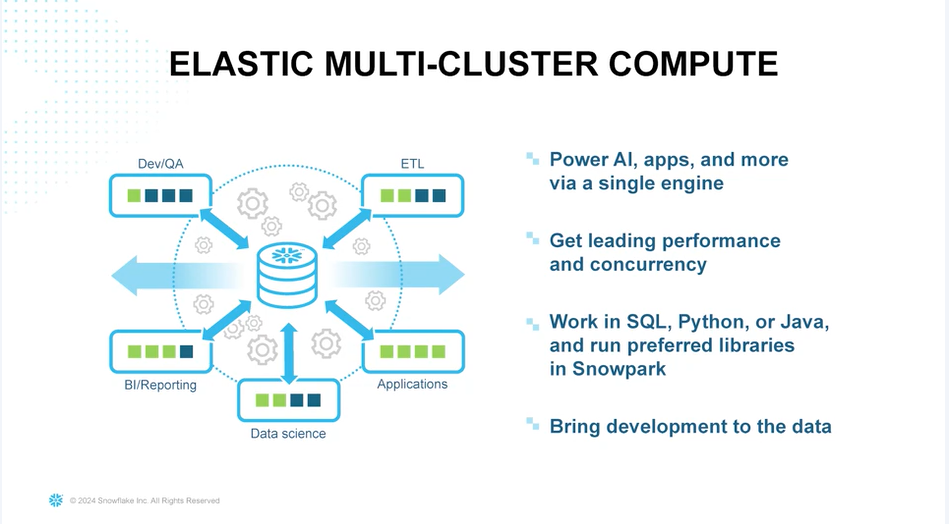 ELASTIC MULTI-CLUSTER COMPUTE
Dev/QA
ETL
BI/Reporting
Applications
Data science
Power AI, apps, and more
via a single engine
Get leading performance
and concurrency
Work in SQL, Python, or Java,
and run preferred libraries
in Snowpark
Bring development to the data
© 2024 Snowflake Inc. All Rights Reserved